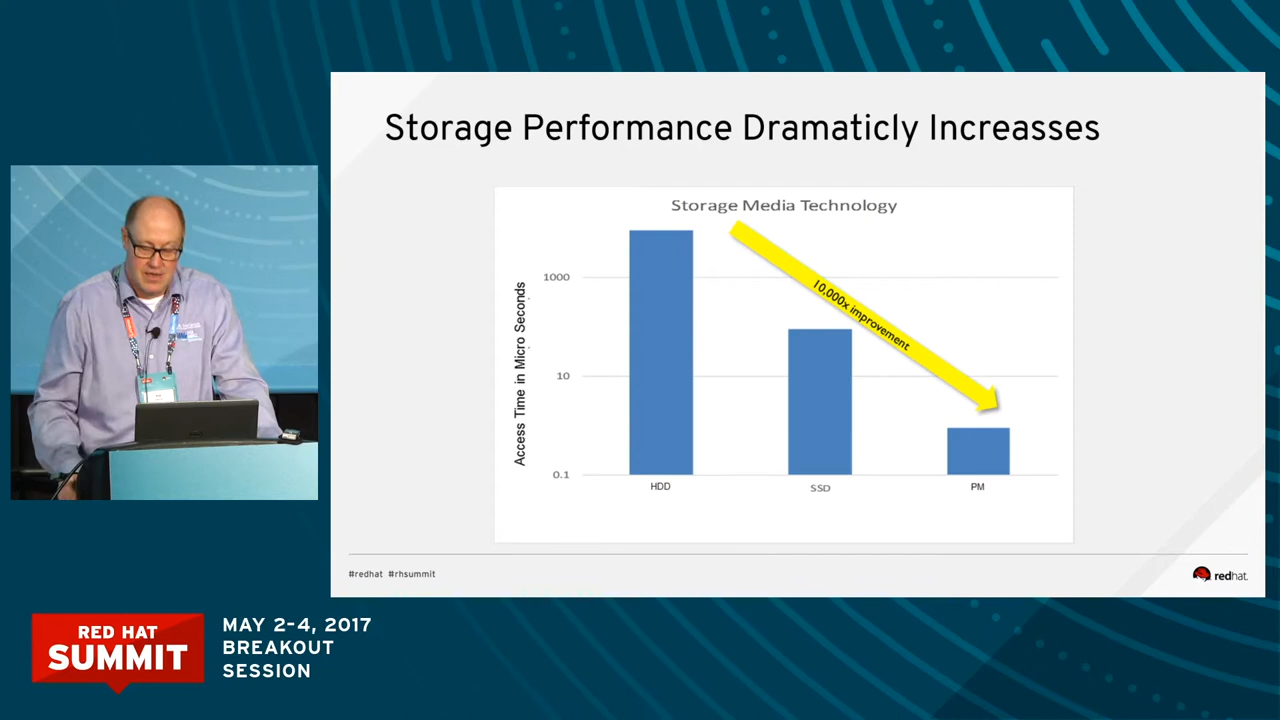 Storage Performance Dramaticly Increasses
Storage Media Technology
Access Time in Micro Seconds
1000
10
0.1
10,000x improvement
HDD
SSD
PM
#redhat #rhsummit
redhat.
RED HAT
SUMMIT
MAY 2-4, 2017
BREAKOUT
SESSION